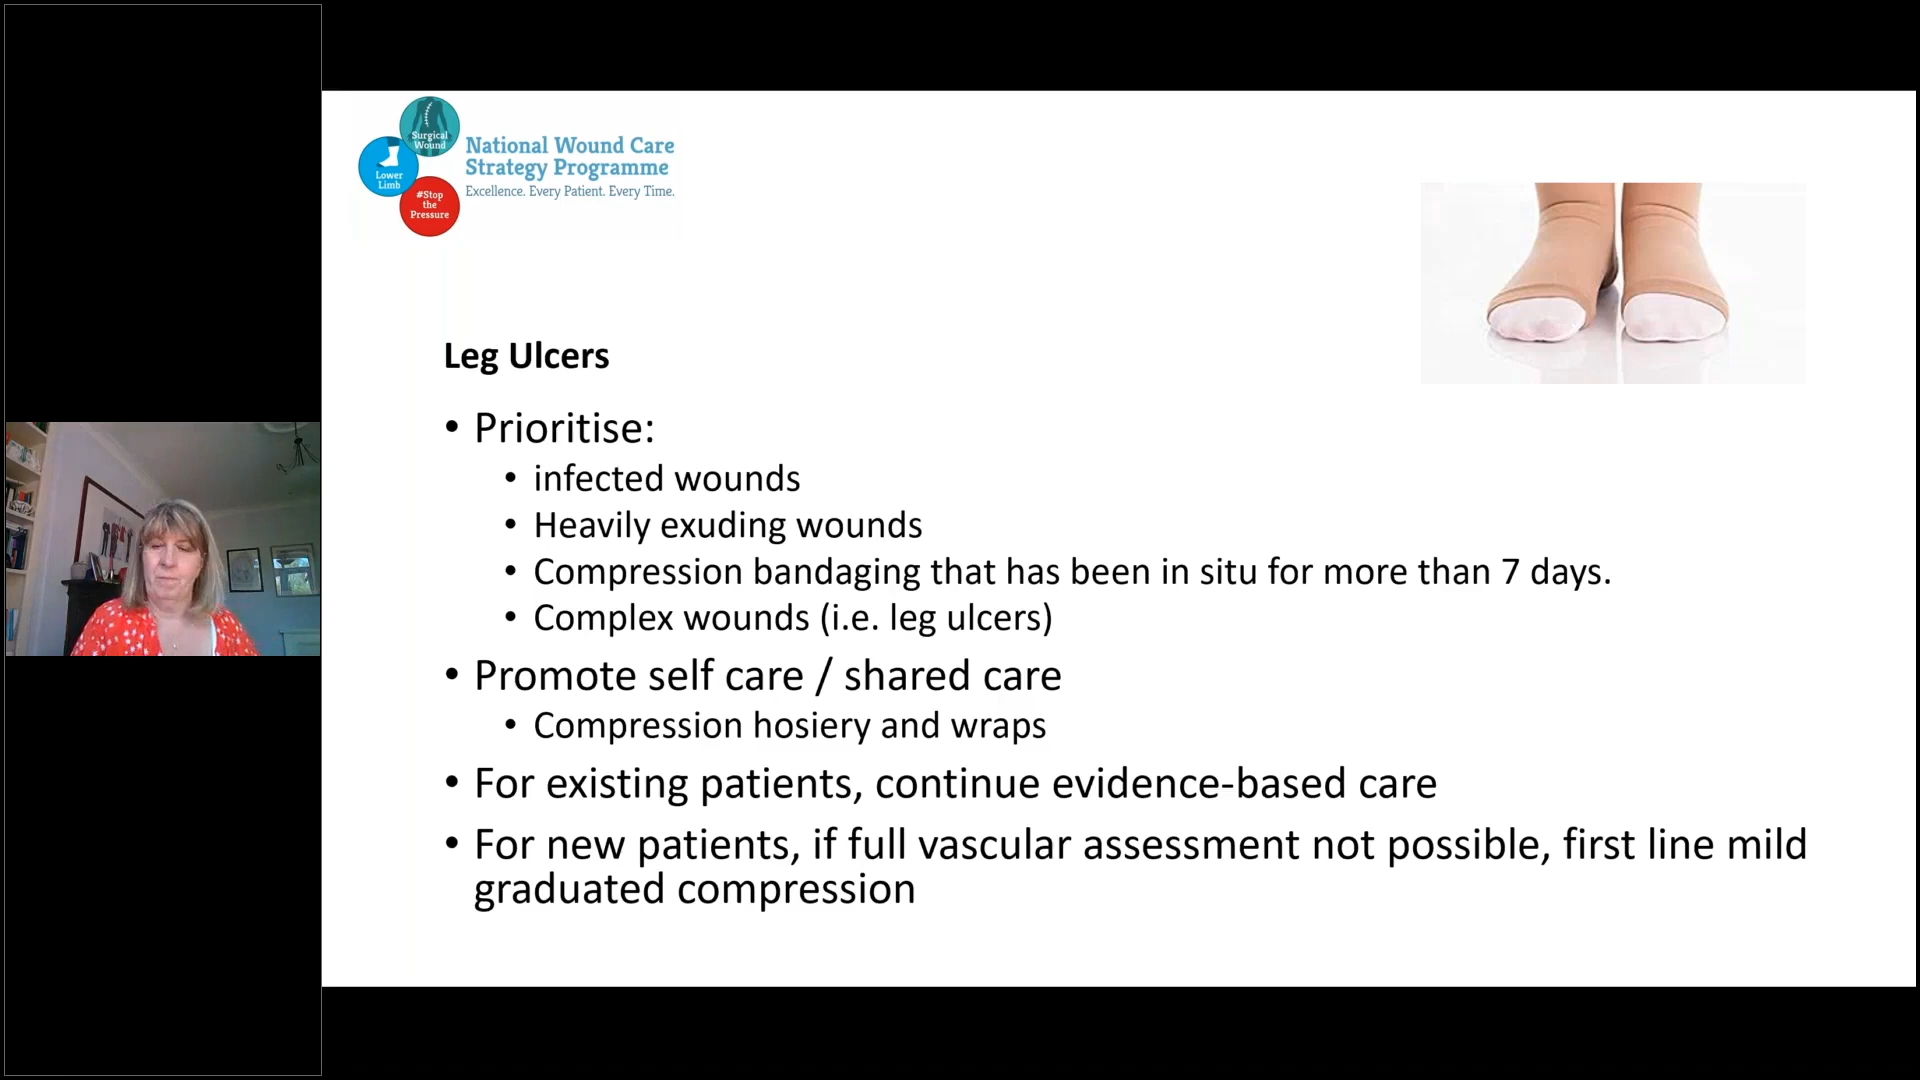 Surgical
Wound
Lower
Limb
#Stop
the
Pressure
National Wound Care
Strategy Programme
Excellence. Every Patient. Every Time.
Leg Ulcers
• Prioritise:
• infected wounds
• Heavily exuding wounds
• Compression bandaging that has been in situ for more than 7 days.
• Complex wounds (i.e. leg ulcers)
• Promote self care / shared care
• Compression hosiery and wraps
• For existing patients, continue evidence-based care
• For new patients, if full vascular assessment not possible, first line mild
graduated compression